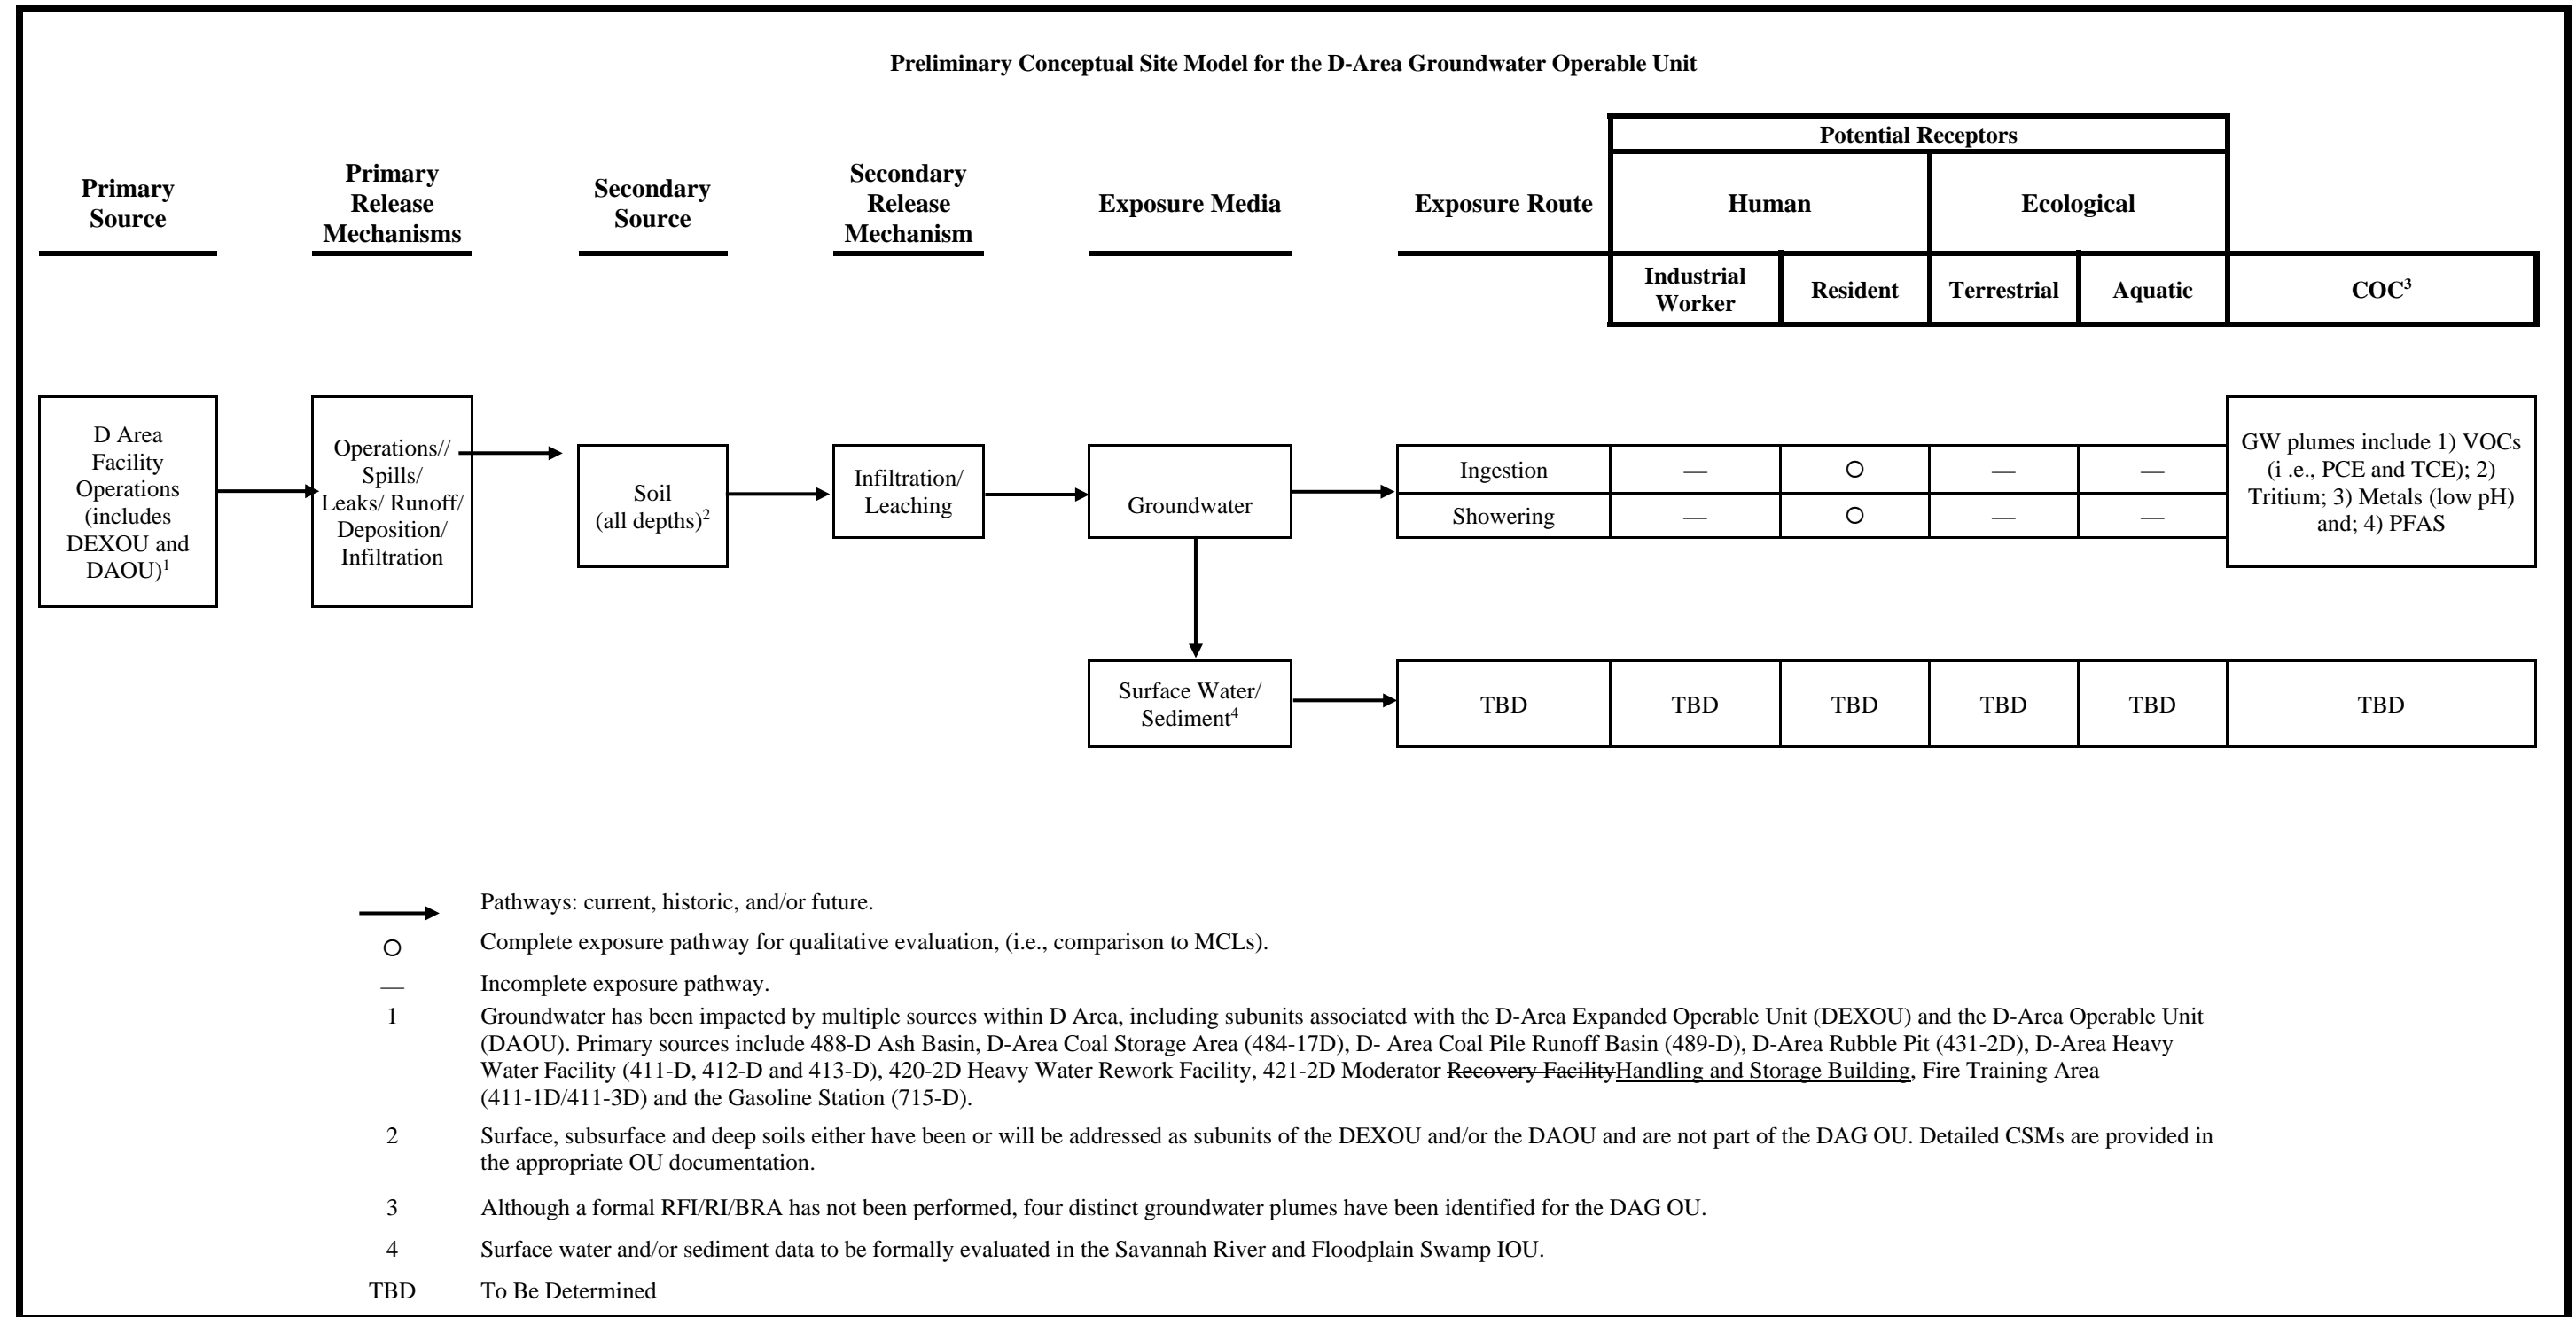 Preliminary Conceptual Site Model for the D-Area Groundwater Operable Unit
Potential Receptors
Primary
Source
Primary
Release
Mechanisms
Secondary
Source
Secondary
Release
Mechanism
Exposure Media
Exposure Route
Human
Ecological
Industrial
Worker
Resident
Terrestrial
Aquatic
COC3
D Area
Facility
Operations
(includes
DEXOU and
DAOU)1
Operations//
Spills/
Leaks/ Runoff/
Deposition/
Infiltration
Soil
(all depths)2
Infiltration/
Leaching
Groundwater
Ingestion — ○ — —
Showering — ○ — —
GW plumes include 1) VOCs
(i .e., PCE and TCE); 2)
Tritium; 3) Metals (low pH)
and; 4) PFAS
Surface Water/
Sediment4
TBD TBD TBD TBD TBD TBD
Pathways: current, historic, and/or future.
○ Complete exposure pathway for qualitative evaluation, (i.e., comparison to MCLs).
— Incomplete exposure pathway.
1 Groundwater has been impacted by multiple sources within D Area, including subunits associated with the D-Area Expanded Operable Unit (DEXOU) and the D-Area Operable Unit
(DAOU). Primary sources include 488-D Ash Basin, D-Area Coal Storage Area (484-17D), D- Area Coal Pile Runoff Basin (489-D), D-Area Rubble Pit (431-2D), D-Area Heavy
Water Facility (411-D, 412-D and 413-D), 420-2D Heavy Water Rework Facility, 421-2D Moderator Recovery FacilityHandling and Storage Building, Fire Training Area
(411-1D/411-3D) and the Gasoline Station (715-D).
2 Surface, subsurface and deep soils either have been or will be addressed as subunits of the DEXOU and/or the DAOU and are not part of the DAG OU. Detailed CSMs are provided in
the appropriate OU documentation.
3 Although a formal RFI/RI/BRA has not been performed, four distinct groundwater plumes have been identified for the DAG OU.
4 Surface water and/or sediment data to be formally evaluated in the Savannah River and Floodplain Swamp IOU.
TBD To Be Determined